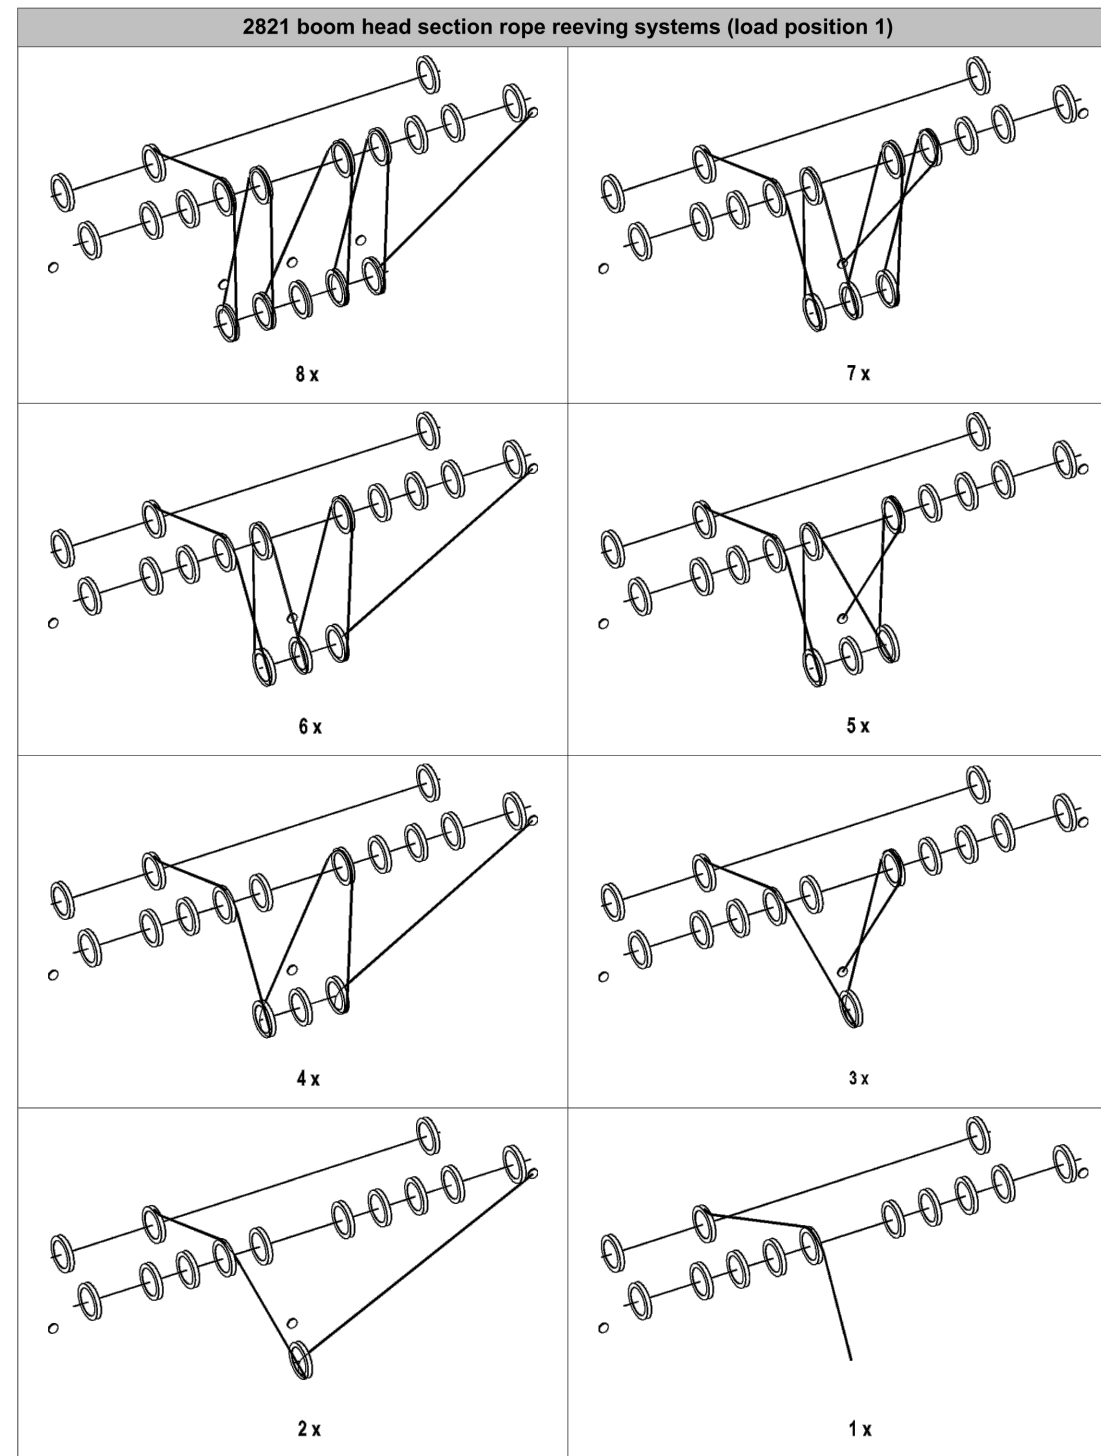 2821 boom head section rope reeving systems (load position 1)
8 x
7 x
6 x
5 x
4 x
3 x
2 x
1 x